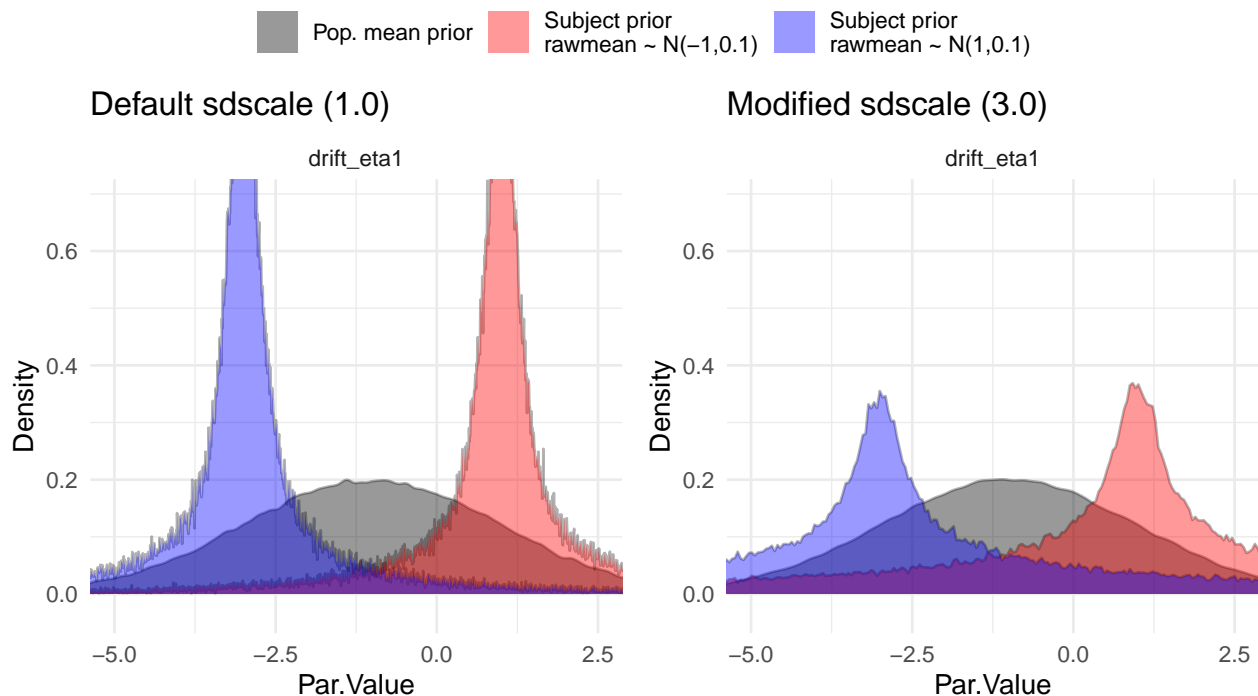 Pop. mean prior
Subject prior
rawmean ~ N(−1,0.1)
Subject prior
rawmean ~ N(1,0.1)
Default sdscale (1.0)
Modified sdscale (3.0)
drift_eta1
drift_eta1
0.6
0.4
0.2
0.0
Density
−5.0
−2.5
0.0
2.5
Par.Value
0.6
0.4
0.2
0.0
Density
−5.0
−2.5
0.0
2.5
Par.Value